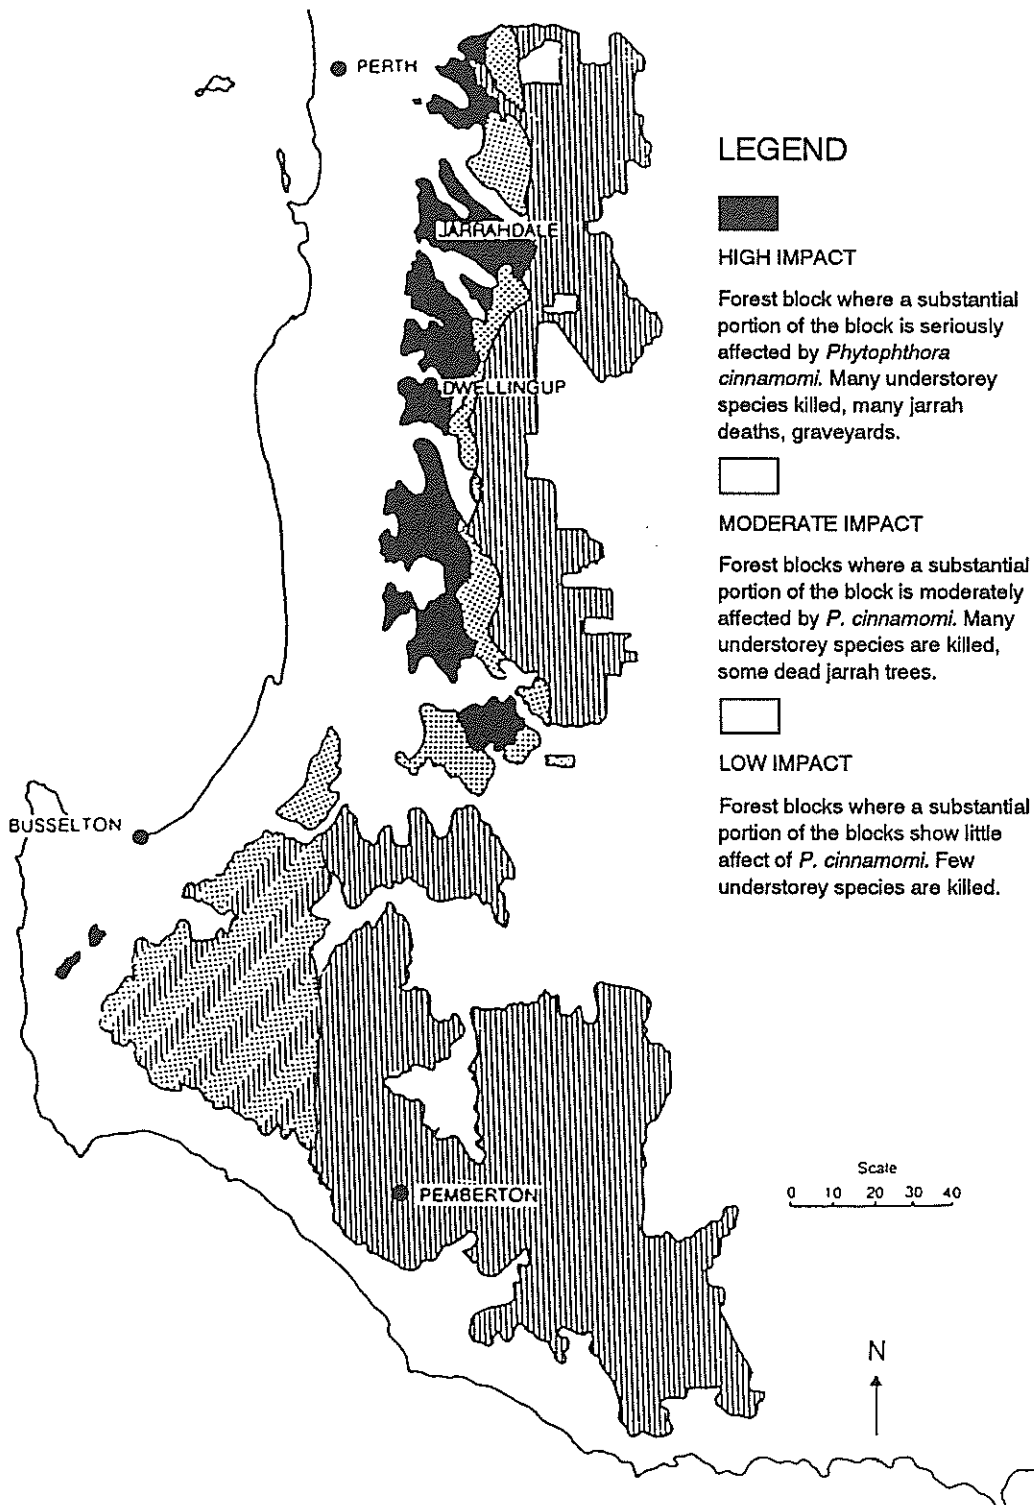 PERTH
LEGEND
JARRAHDALE
HIGH IMPACT
Forest block where a substantial
portion of the block is seriously
affected by Phytophthora
cinnamomi. Many understorey
species killed, many jarrah
deaths, graveyards.
DWELLINGUP
MODERATE IMPACT
Forest blocks where a substantial
portion of the block is moderately
affected by P. cinnamomi. Many
understorey species are killed,
some dead jarrah trees.
LOW IMPACT
Forest blocks where a substantial
portion of the blocks show little
affect of P. cinnamomi. Few
understorey species are killed.
BUSSELTON
PEMBERTON
Scale
0 10 20 30 40
N